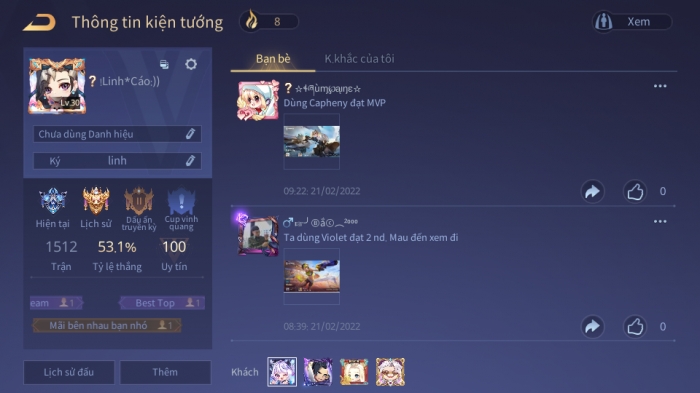 Thông tin kiện tướng
8
Xem
? !Linh*Cáo:))
Lv.30
Chưa dùng Danh hiệu
Ký linh
Hiện tại
Lịch sử
Dấu ấn truyền kỳ
Cup vinh quang
1512
53.1%
100
Trận
Tỷ lệ thắng
Uy tín
eam 1
Best Top 1
Mãi bên nhau bạn nhó 1
Lịch sử đấu
Thêm
Bạn bè
K.khắc của tôi
Dùng Capheny đạt MVP
09:22: 21/02/2022
0
Ta dùng Violet đạt 2 nd. Mau đến xem đi
08:39: 21/02/2022
0
Khách